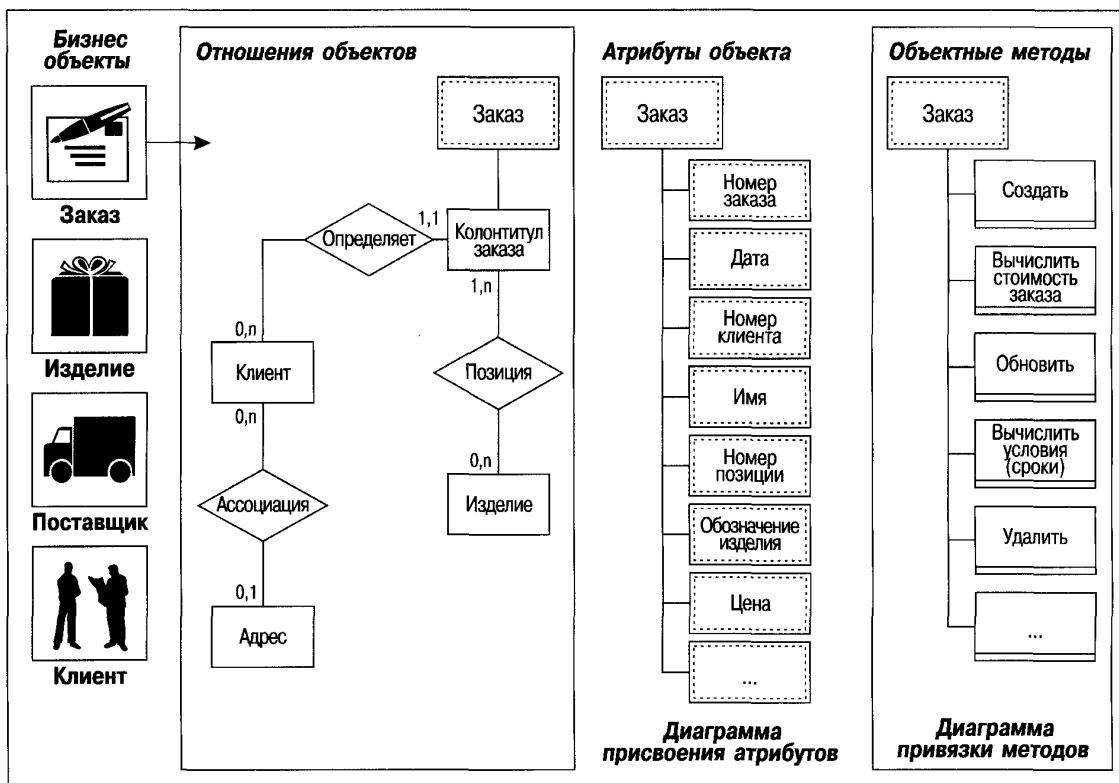 Бизнес
объекты
Заказ
Изделие
Поставщик
Клиент
Отношения объектов
Заказ
Определяет
1,1
Колонтитул
заказа
1,n
0,n
Клиент
Позиция
0,n
0,n
Ассоциация
Изделие
0,1
Адрес
Атрибуты объекта
Заказ
Номер
заказа
Дата
Номер
клиента
Имя
Номер
позиции
Обозначение
изделия
Цена
...
Диаграмма
присвоения атрибутов
Объектные методы
Заказ
Создать
Вычислить
стоимость
заказа
Обновить
Вычислить
условия
(сроки)
Удалить
...
Диаграмма
привязки методов